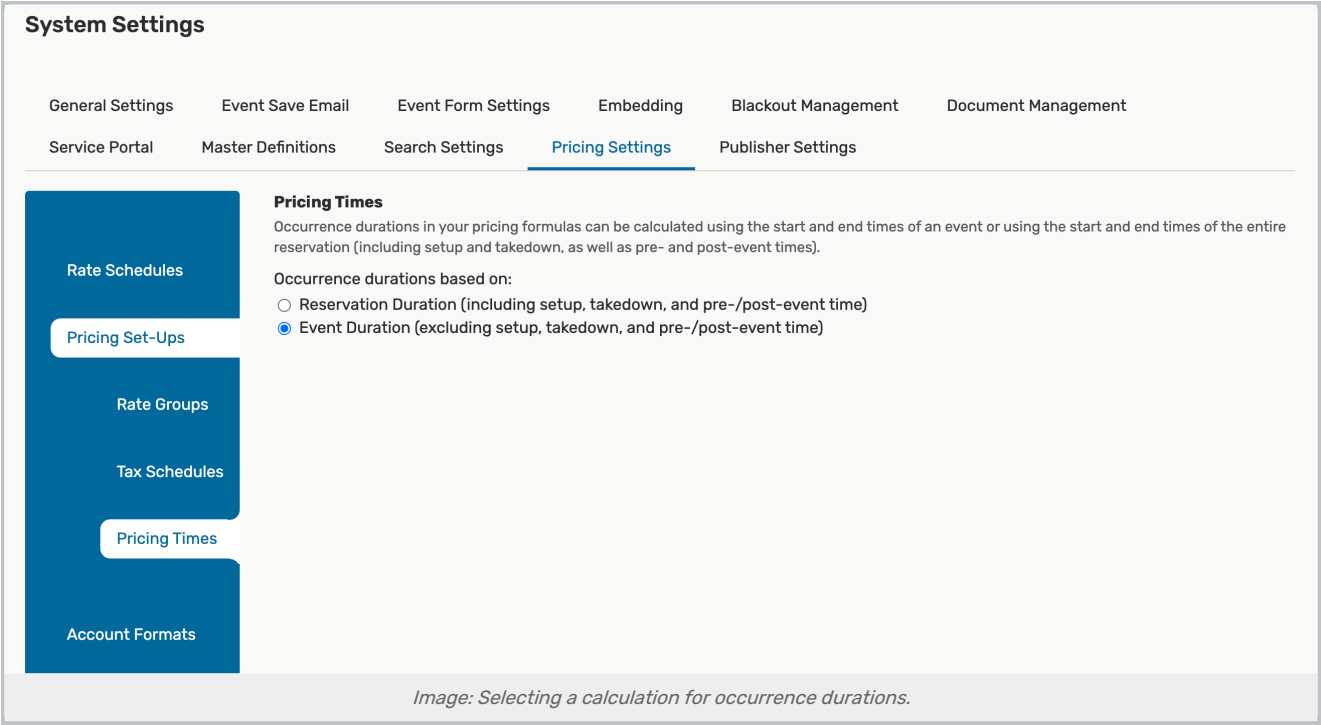 System Settings
General Settings Event Save Email Event Form Settings Embedding Blackout Management Document Management
Service Portal Master Definitions Search Settings Pricing Settings Publisher Settings
Rate Schedules
Pricing Set-Ups
Rate Groups
Tax Schedules
Pricing Times
Account Formats
Pricing Times
Occurrence durations in your pricing formulas can be calculated using the start and end times of an event or using the start and end times of the entire
reservation (including setup and takedown, as well as pre- and post-event times).
Occurrence durations based on:
Reservation Duration (including setup, takedown, and pre-/post-event time)
Event Duration (excluding setup, takedown, and pre-/post-event time)
Image: Selecting a calculation for occurrence durations.